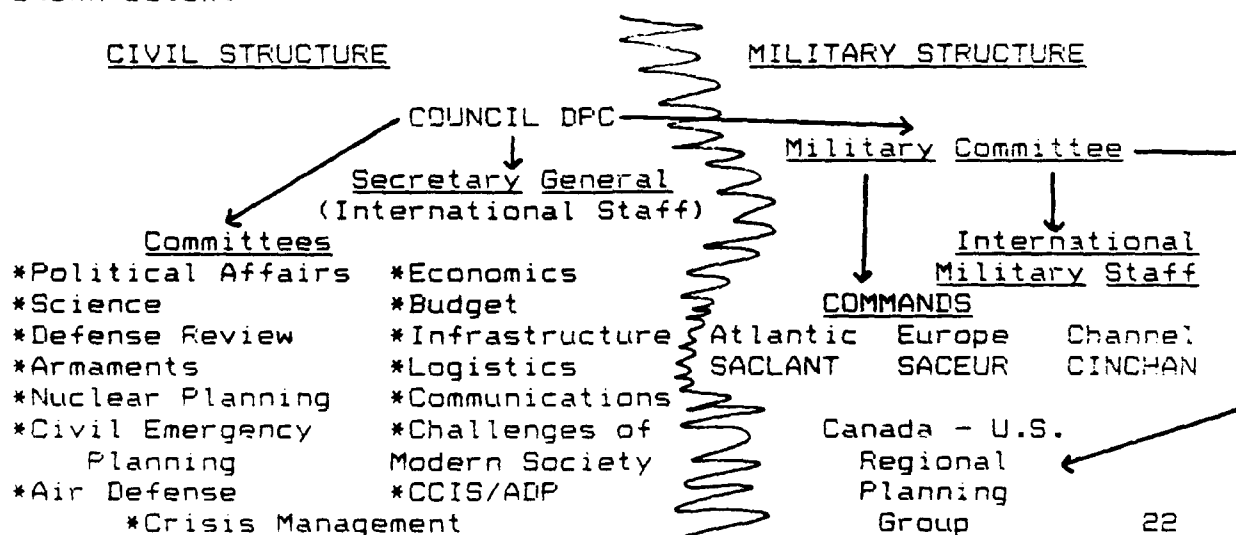 CIVIL STRUCTURE
MILITARY STRUCTURE
COUNCIL DPC
Military Committee
Secretary General
(International Staff)
Committees
*Political Affairs *Economics
*Science *Budget
*Defense Review *Infrastructure
*Armaments *Logistics
*Nuclear Planning *Communications
*Civil Emergency *Challenges of
Planning Modern Society
*Air Defense *CCIS/ADP
*Crisis Management
International
Military Staff
COMMANDS
Atlantic Europe Channel
SACLANT SACEUR CINCHAN
Canada - U.S.
Regional
Planning
Group
22